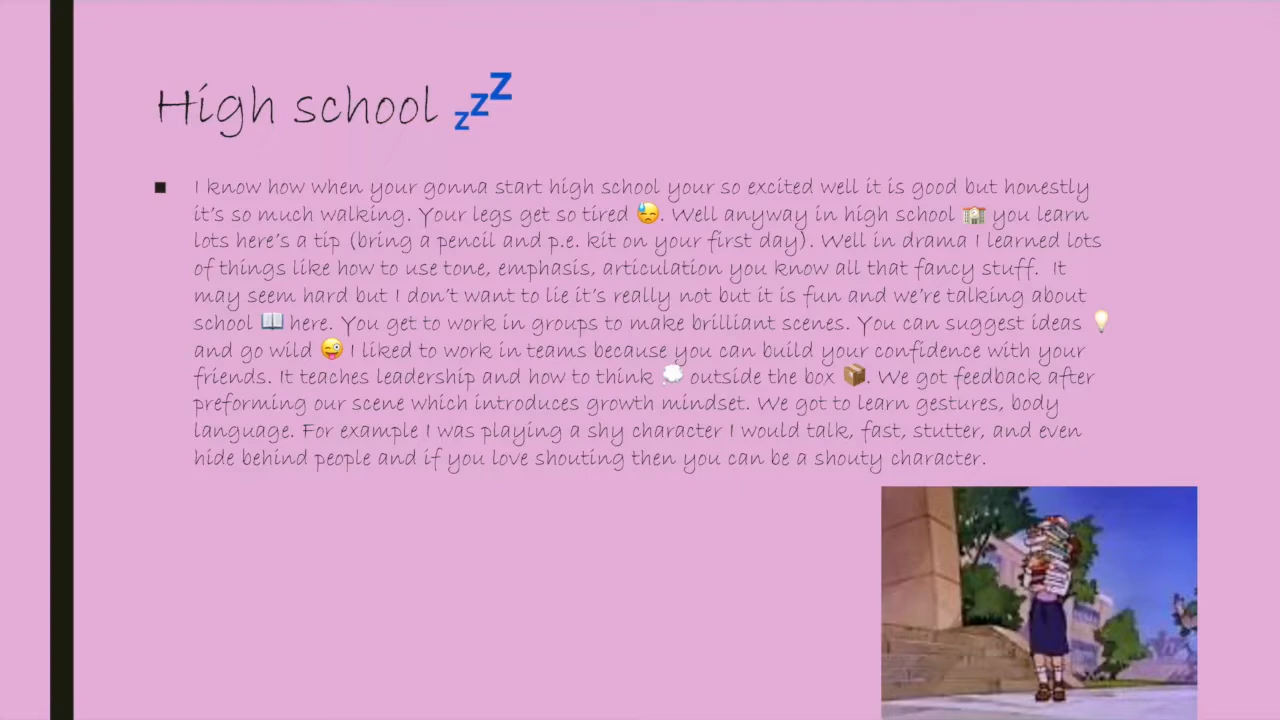 High school 💤
▪ I know how when your gonna start high school your so excited well it is good but honestly
it's so much walking. Your legs get so tired 😓. Well anyway in high school 🏫 you learn
lots here's a tip (bring a pencil and p.e. kit on your first day). Well in drama I learned lots
of things like how to use tone, emphasis, articulation you know all that fancy stuff.  It
may seem hard but I don't want to lie it's really not but it is fun and we're talking about
school 📖 here. You get to work in groups to make brilliant scenes. You can suggest ideas 💡
and go wild 😜 I liked to work in teams because you can build your confidence with your
friends. It teaches leadership and how to think 💭 outside the box 📦. We got feedback after
preforming our scene which introduces growth mindset. We got to learn gestures, body
language. For example I was playing a shy character I would talk, fast, stutter, and even
hide behind people and if you love shouting then you can be a shouty character.